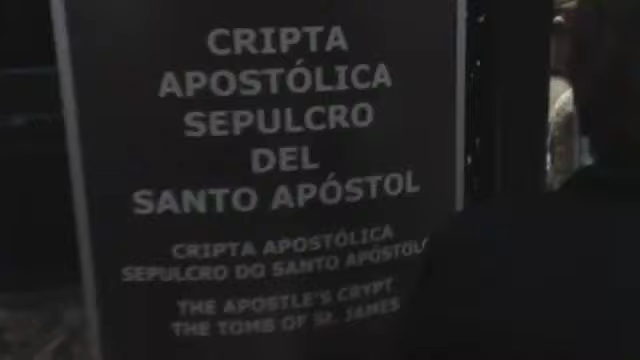 CRIPTA
APOSTÓLICA
SEPULCRO
DEL
SANTO APÓSTOL
CRIPTA APOSTÓLICA
SEPULCRO DO SANTO APÓSTOL
THE APOSTLE'S CRYPT
THE TOMB OF St. JAMES